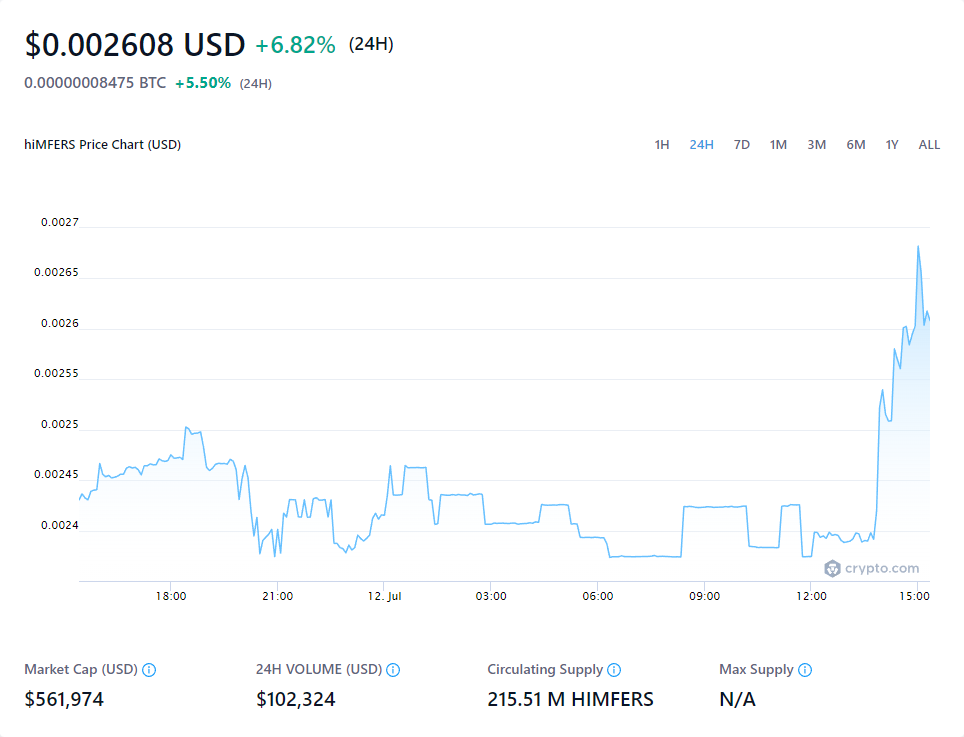 $0.002608 USD +6.82% (24H)
0.00000008475 BTC +5.50% (24H)
hiMFERS Price Chart (USD) 1H 24H 7D 1M 3M 6M 1Y ALL
0.0027
0.00265
0.0026
0.00255
0.0025
0.00245
0.0024
crypto.com
18:00 21:00 12. Jul 03:00 06:00 09:00 12:00 15:00
Market Cap (USD) 24H VOLUME (USD) Circulating Supply Max Supply
$561,974 $102,324 215.51 M HIMFERS N/A